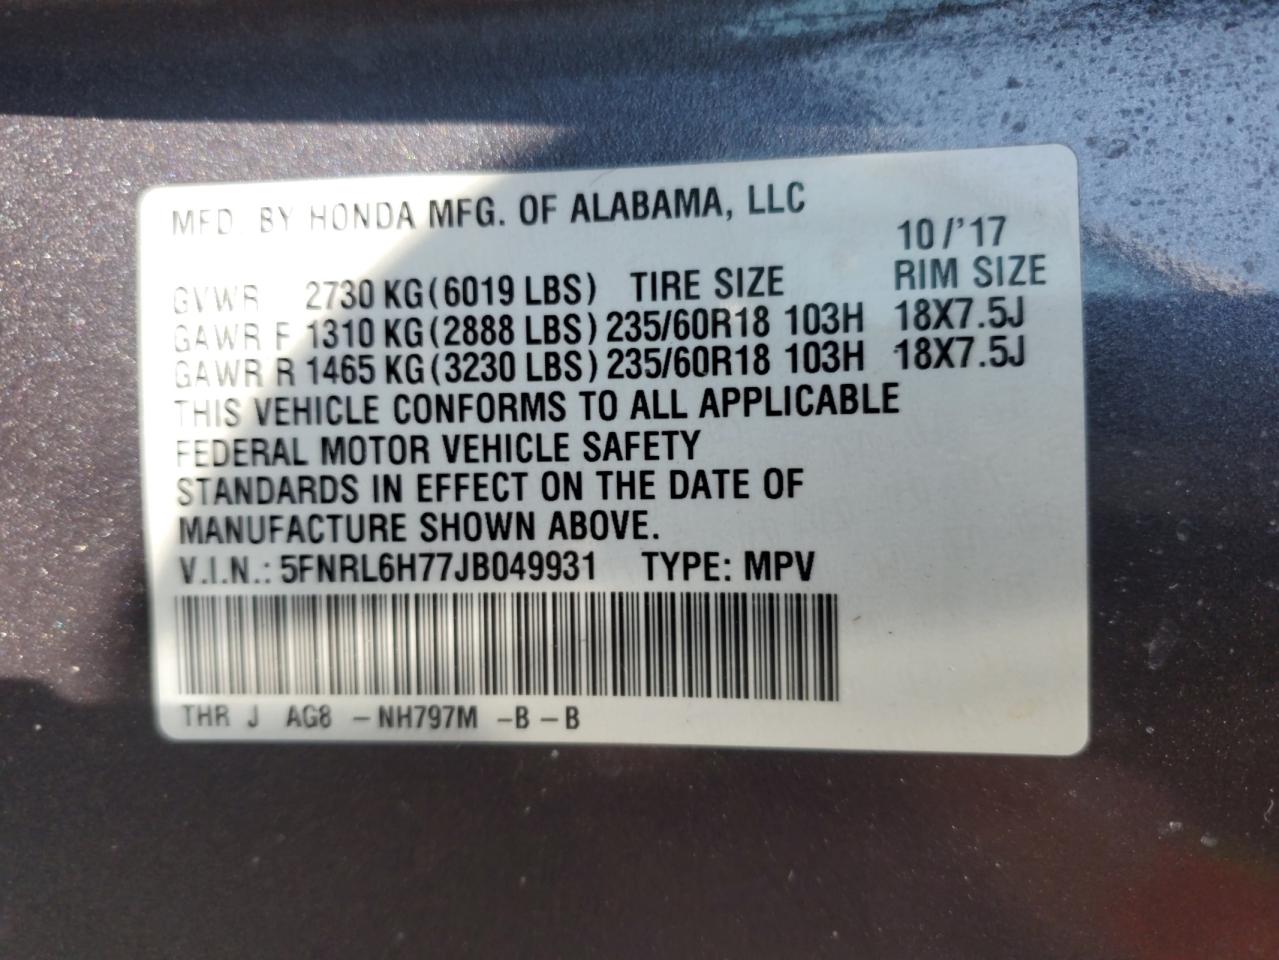 MFD. BY HONDA MFG. OF ALABAMA, LLC
10/'17
GVWR 2730 KG(6019 LBS) TIRE SIZE RIM SIZE
GAWR F 1310 KG(2888 LBS) 235/60R18 103H 18X7.5J
GAWR R 1465 KG(3230 LBS) 235/60R18 103H 18X7.5J
THIS VEHICLE CONFORMS TO ALL APPLICABLE
FEDERAL MOTOR VEHICLE SAFETY
STANDARDS IN EFFECT ON THE DATE OF
MANUFACTURE SHOWN ABOVE.
V.I.N.: 5FNRL6H77JB049931 TYPE: MPV
THR J AG8 -NH797M -B-B